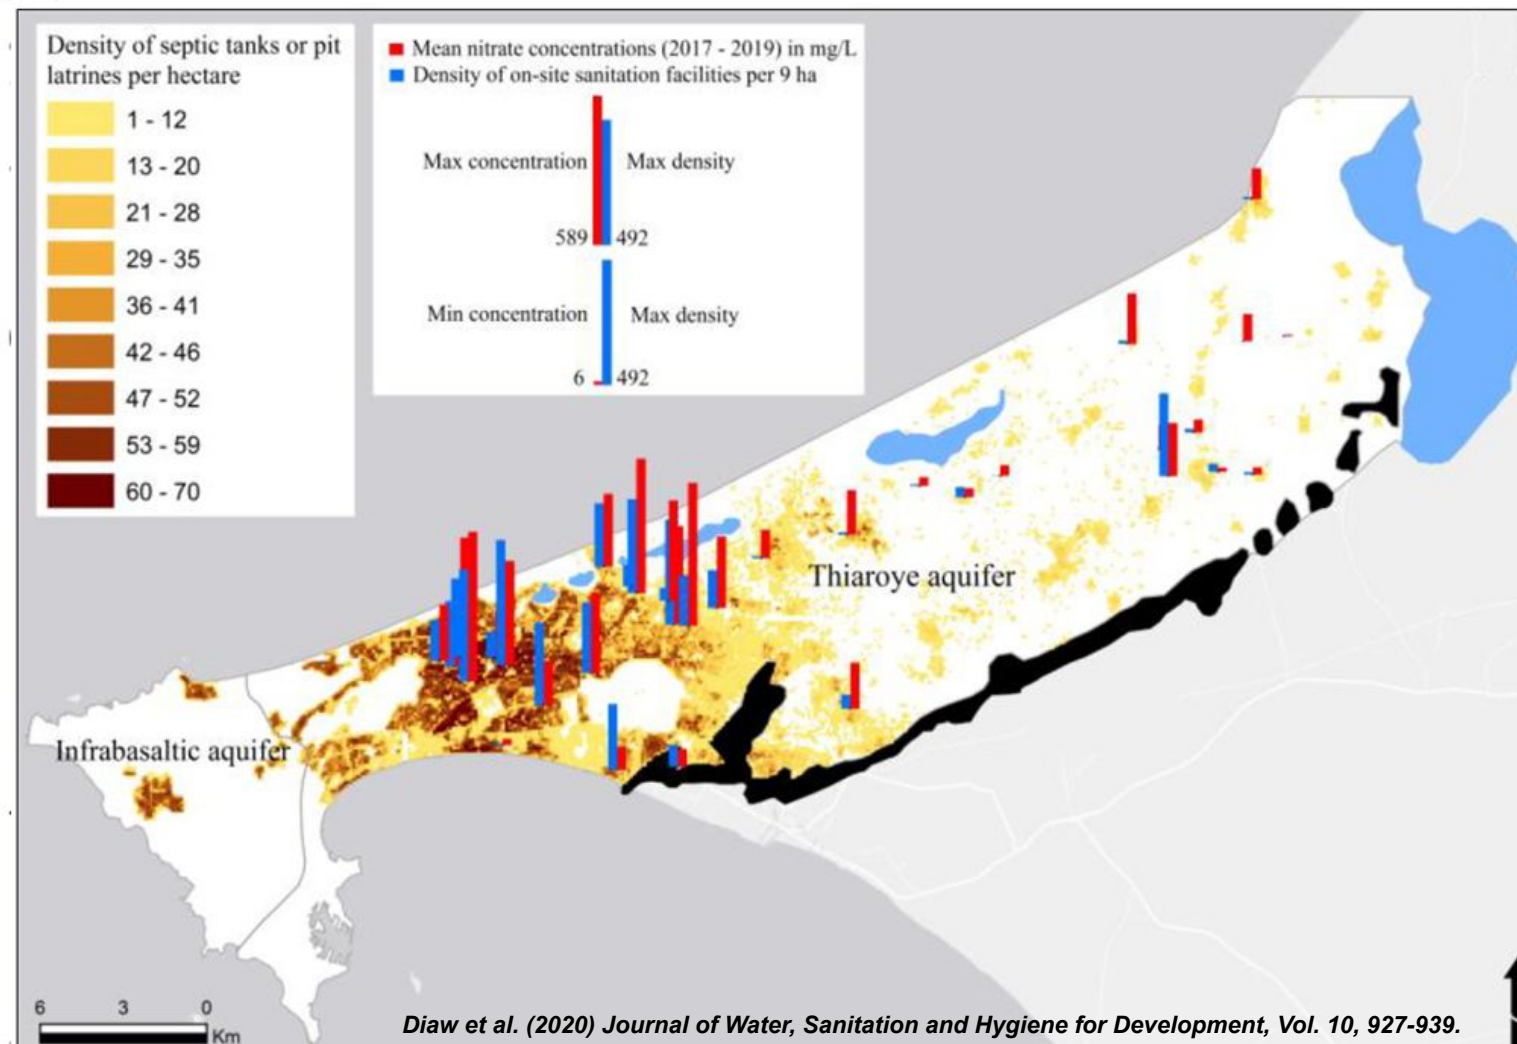 Density of septic tanks or pit
latrines per hectare
1 - 12
13 - 20
21 - 28
29 - 35
36 - 41
42 - 46
47 - 52
53 - 59
60 - 70
Mean nitrate concentrations (2017 - 2019) in mg/L
Density of on-site sanitation facilities per 9 ha
Max concentration Max density
589 492
Min concentration Max density
6 492
Thiaroye aquifer
Infrabasaltic aquifer
6 3 0
Km
Diaw et al. (2020) Journal of Water, Sanitation and Hygiene for Development, Vol. 10, 927-939.